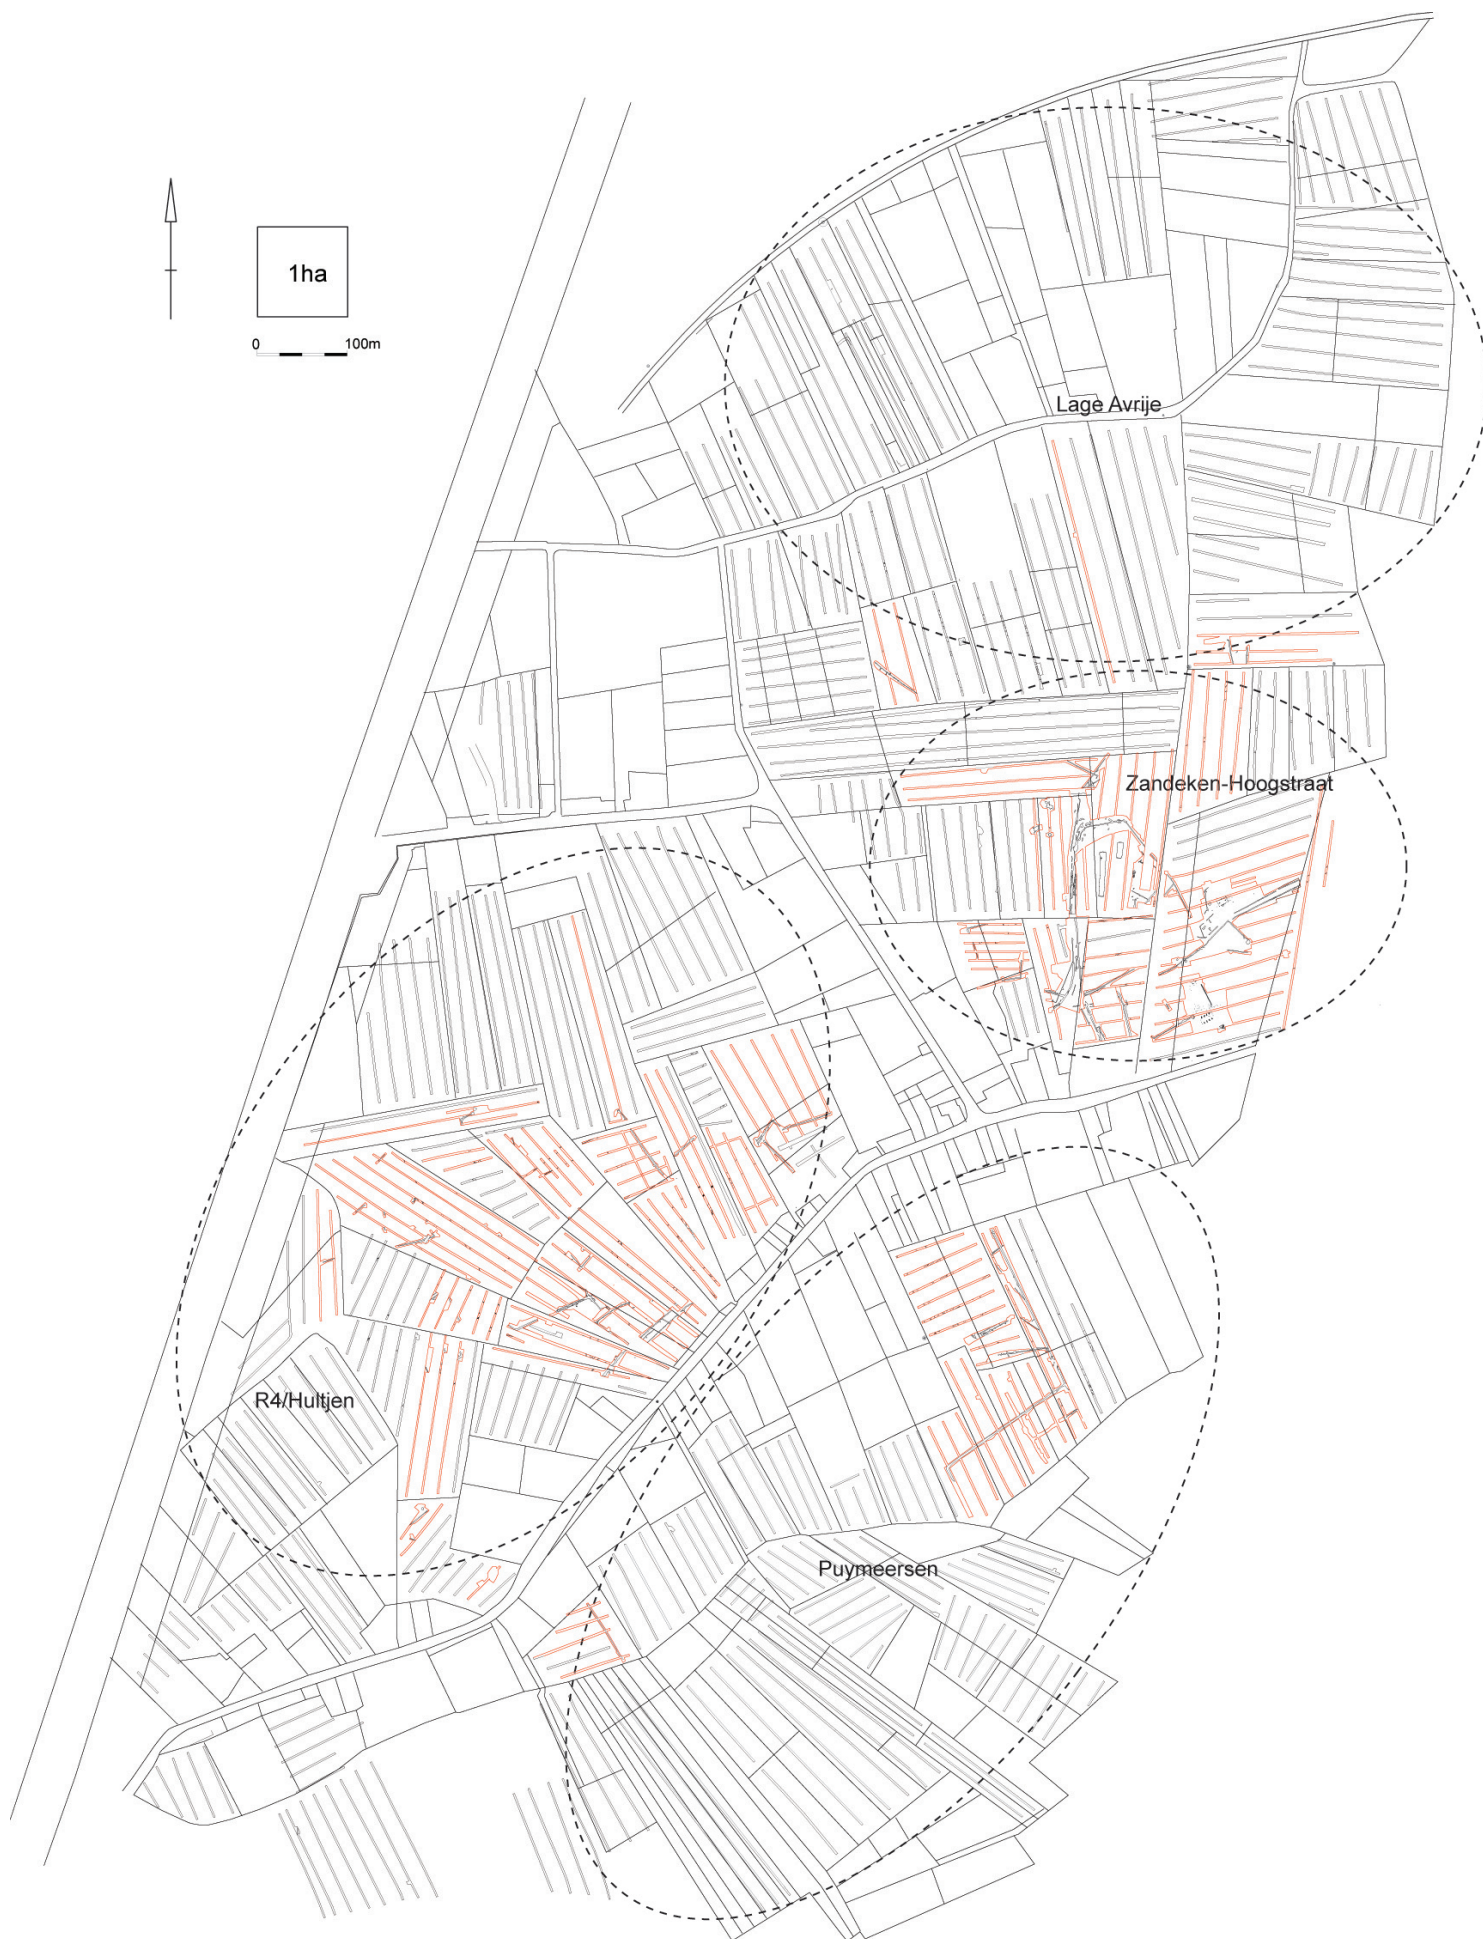 1ha
0 100m
Lage Avrije
Zandeken-Hoogstraat
R4/Hultjen
Puymeersen